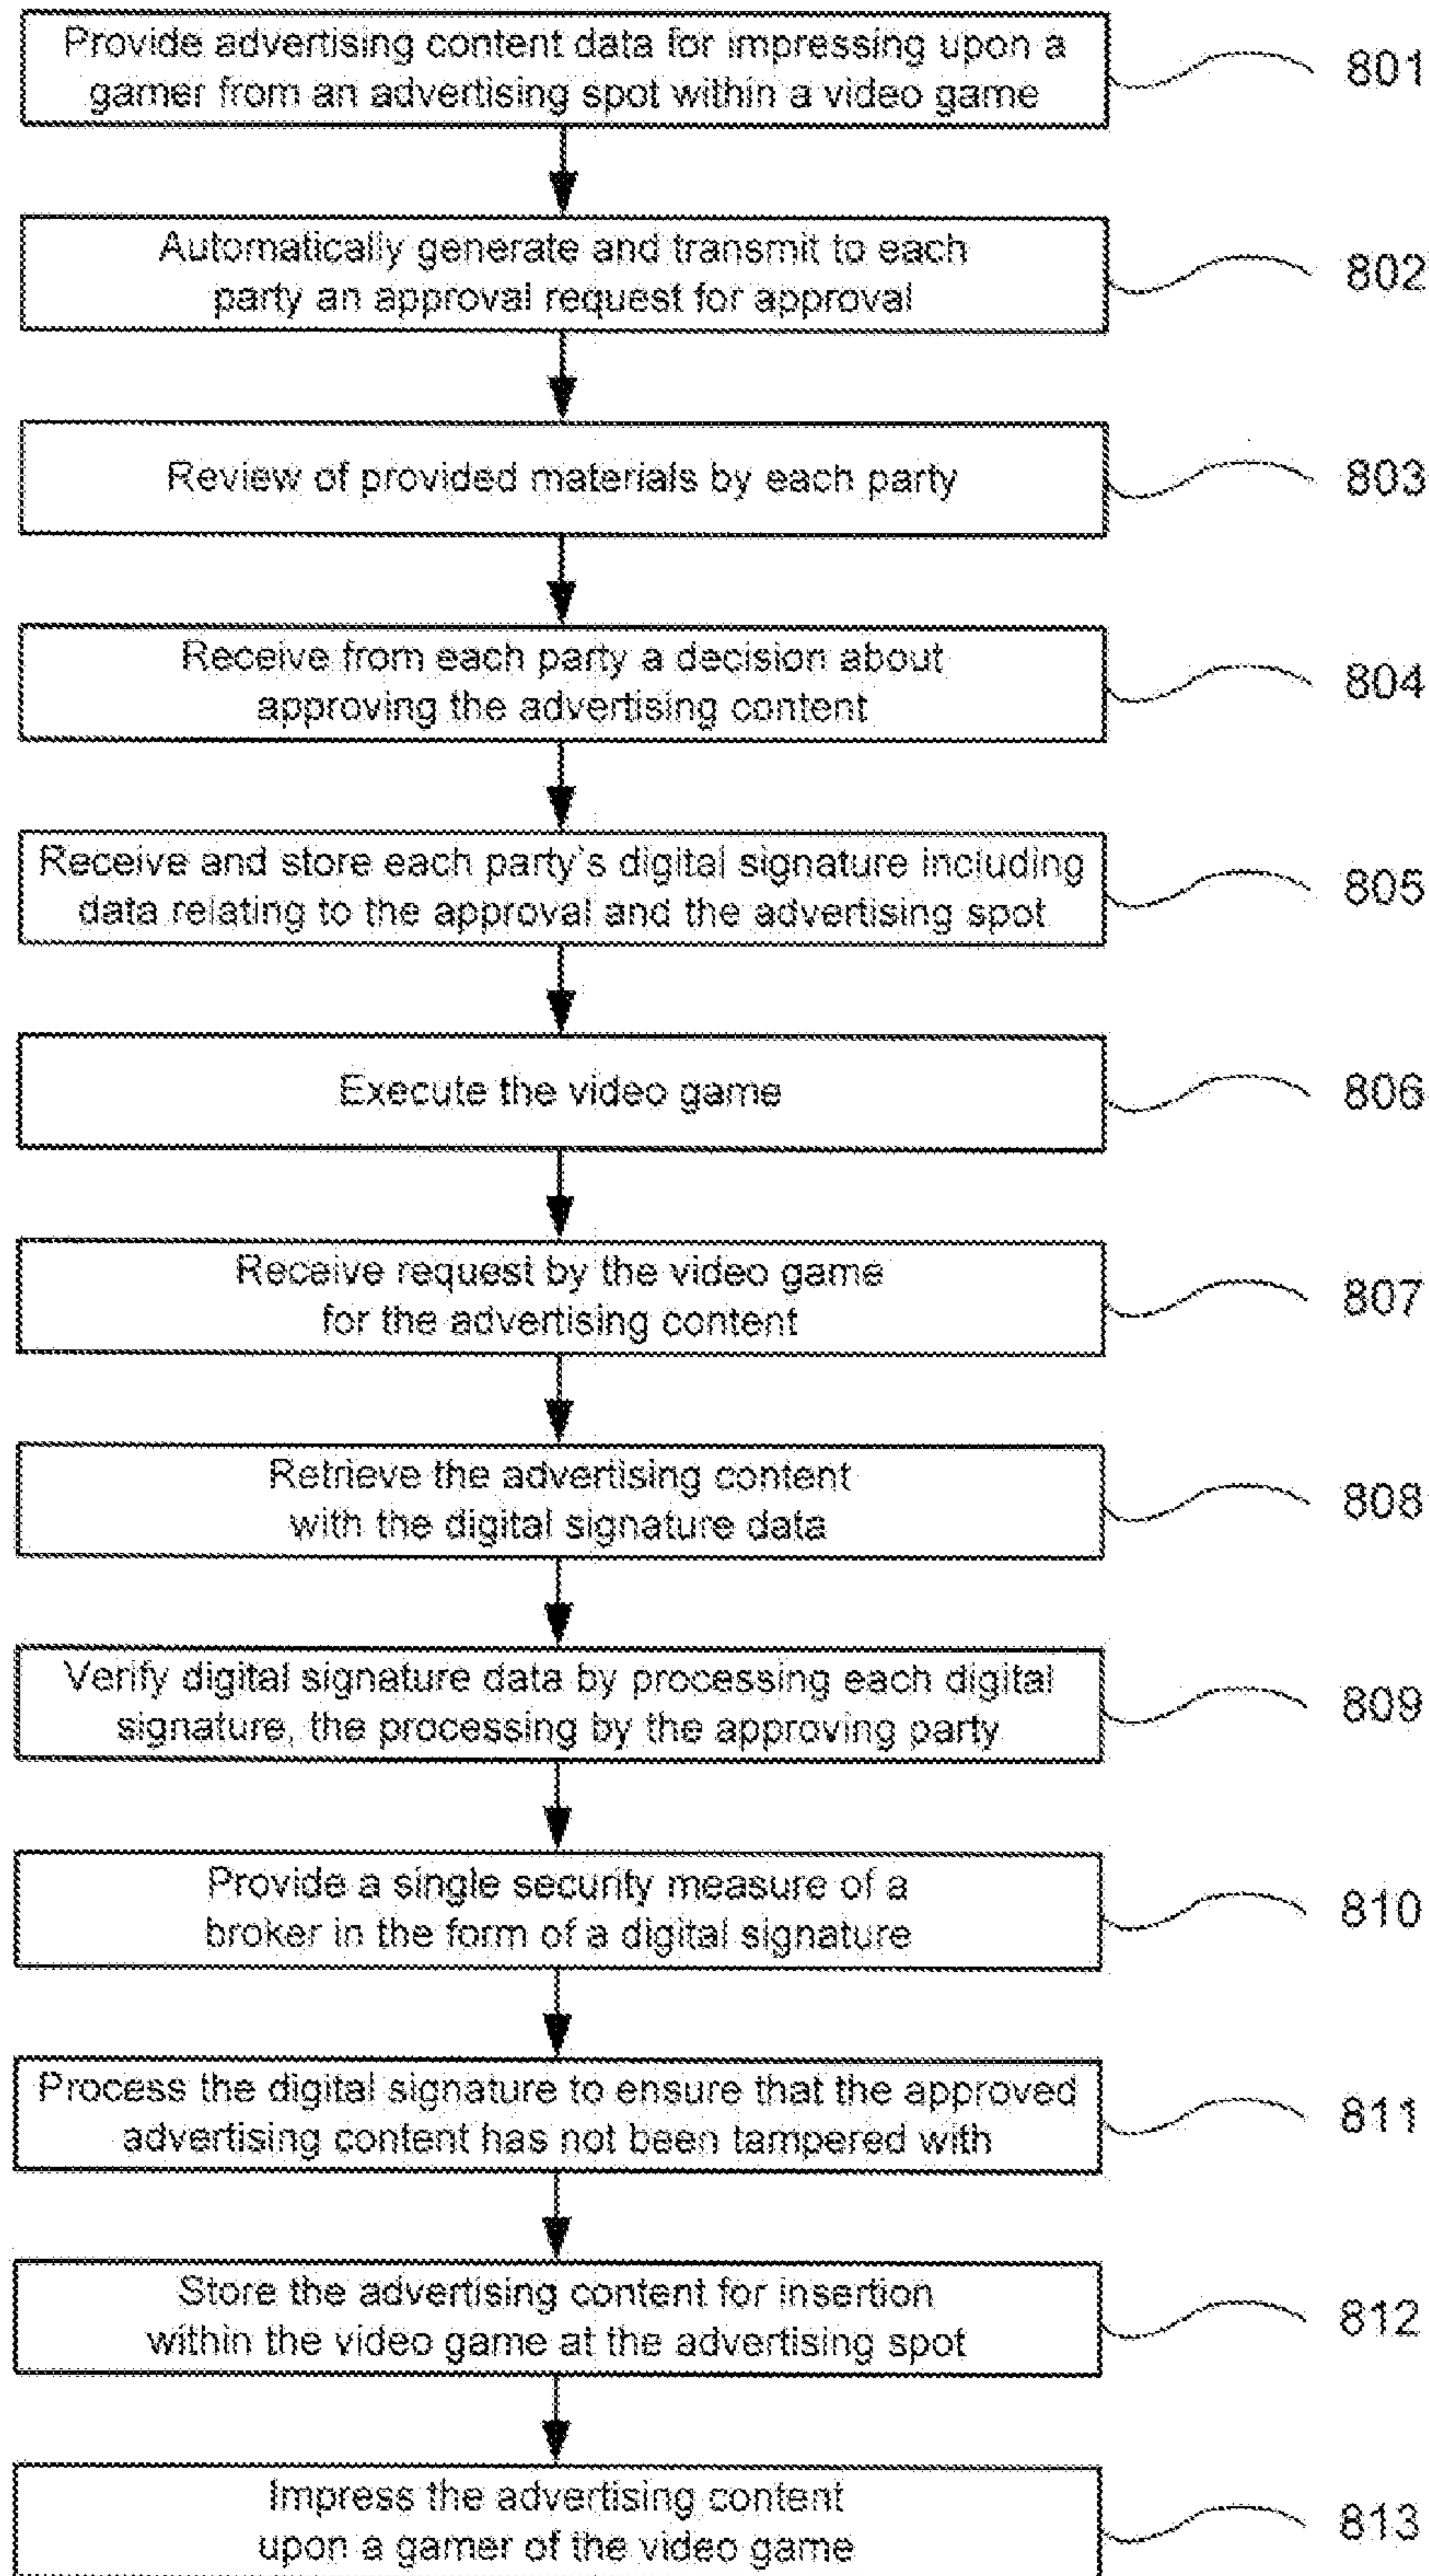 Provide advertising content data for impressing upon a
gamer from an advertising spot within a video game
801
Automatically generate and transmit to each
party an approval request for approval
802
Review of provided materials by each party
803
Receive from each party a decision about
approving the advertising content
804
Receive and store each party's digital signature including
data relating to the approval and the advertising spot
805
Execute the video game
806
Receive request by the video game
for the advertising content
807
Retrieve the advertising content
with the digital signature data
808
Verify digital signature data by processing each digital
signature, the processing by the approving party
809
Provide a single security measure of a
broker in the form of a digital signature
810
Process the digital signature to ensure that the approved
advertising content has not been tampered with
811
Store the advertising content for insertion
within the video game at the advertising spot
812
Impress the advertising content
upon a gamer of the video game
813